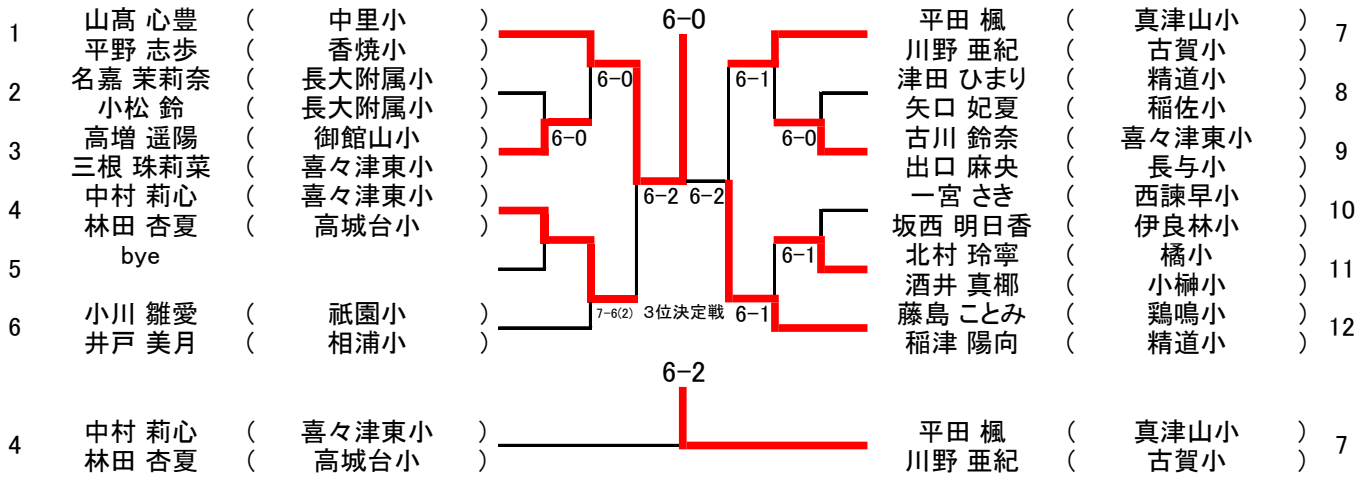 1 山髙 心豊 ( 中里小 )
平野 志歩 ( 香焼小 )
2 名嘉 茉莉奈 ( 長大附属小 )
小松 鈴 ( 長大附属小 )
3 高増 遥陽 ( 御館山小 )
三根 珠莉菜 ( 喜々津東小 )
4 中村 莉心 ( 喜々津東小 )
林田 杏夏 ( 高城台小 )
5 bye
6 小川 雛愛 ( 祇園小 )
井戸 美月 ( 相浦小 )
6-0
6-0
6-0
6-2
7-6(2)
6-1
6-0
6-2
6-1
6-1
平田 楓 ( 真津山小 ) 7
川野 亜紀 ( 古賀小 )
津田 ひまり ( 精道小 ) 8
矢口 妃夏 ( 稲佐小 )
古川 鈴奈 ( 喜々津東小 ) 9
出口 麻央 ( 長与小 )
一宮 さき ( 西諫早小 ) 10
坂西 明日香 ( 伊良林小 )
北村 玲寧 ( 橘小 ) 11
酒井 真椰 ( 小榊小 )
藤島 ことみ ( 鶏鳴小 ) 12
稲津 陽向 ( 精道小 )
3位決定戦
6-2
4 中村 莉心 ( 喜々津東小 )
林田 杏夏 ( 高城台小 )
平田 楓 ( 真津山小 ) 7
川野 亜紀 ( 古賀小 )